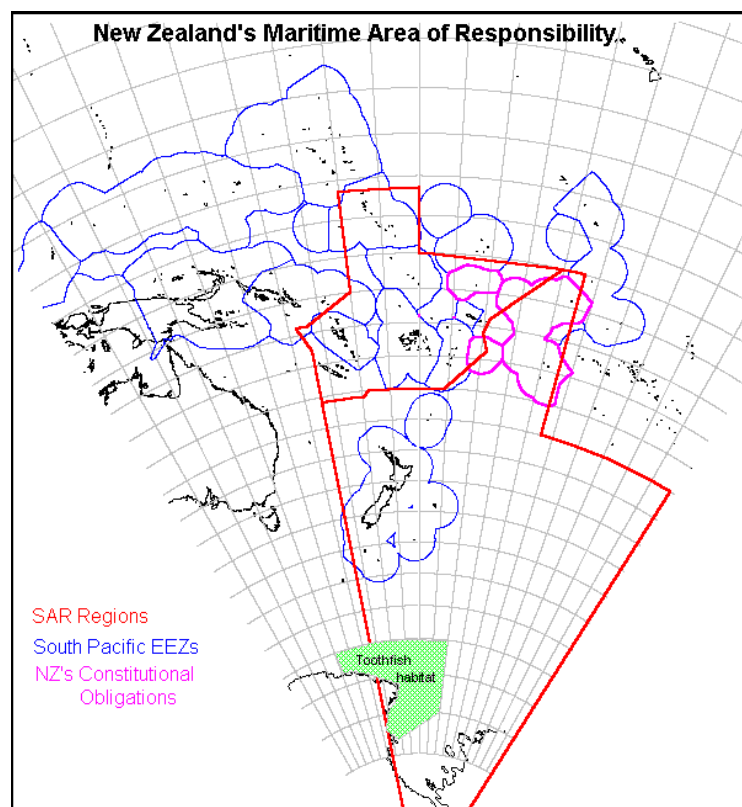 New Zealand's Maritime Area of Responsibility.
SAR Regions
South Pacific EEZs
NZ's Constitutional
Obligations
Toothfish
habitat